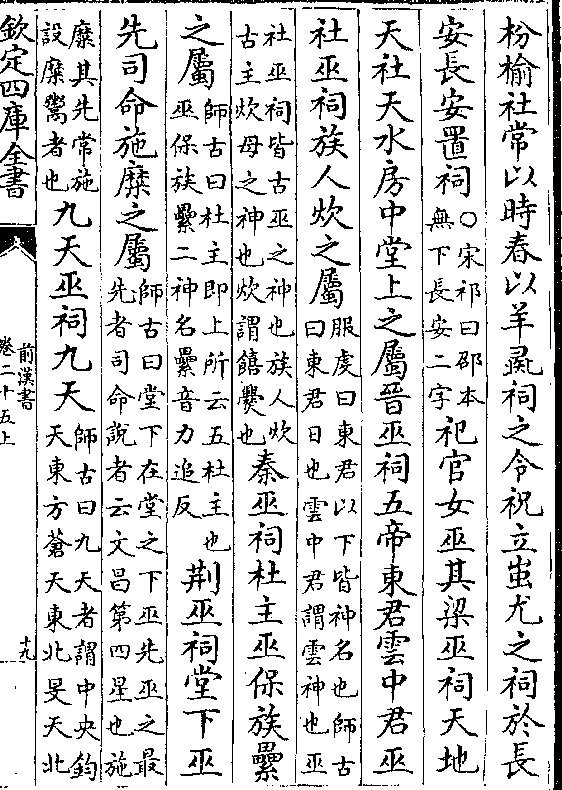 枌榆社常以時春以羊彘祠之令祝立蚩尤之祠於長
安長安置祠○宋祁曰邵本無下長安二字祀官女巫其梁巫祠天地
天社天水房中堂上之屬晉巫祠五帝東君雲中君巫
社巫祠族人炊之屬服虔曰東君以下皆神名也師古曰東君日也雲中君謂雲神也巫
社巫祠皆古巫之神也族人炊古主炊母之神也炊謂饎爨也秦巫祠杜主巫保族纍
之屬師古曰杜主即上所云五杜主也巫保族纍二神名纍音力追反荆巫祠堂下巫
先司命施糜之屬師古曰堂下在堂之下巫先巫之最先者司命說者云文昌第四星也施
糜其先常施設糜鬻者也九天巫祠九天師古曰九天者謂中央鈞天東方蒼天東北旻天北
欽定四庫全書
前漢書
卷二十五上
十九